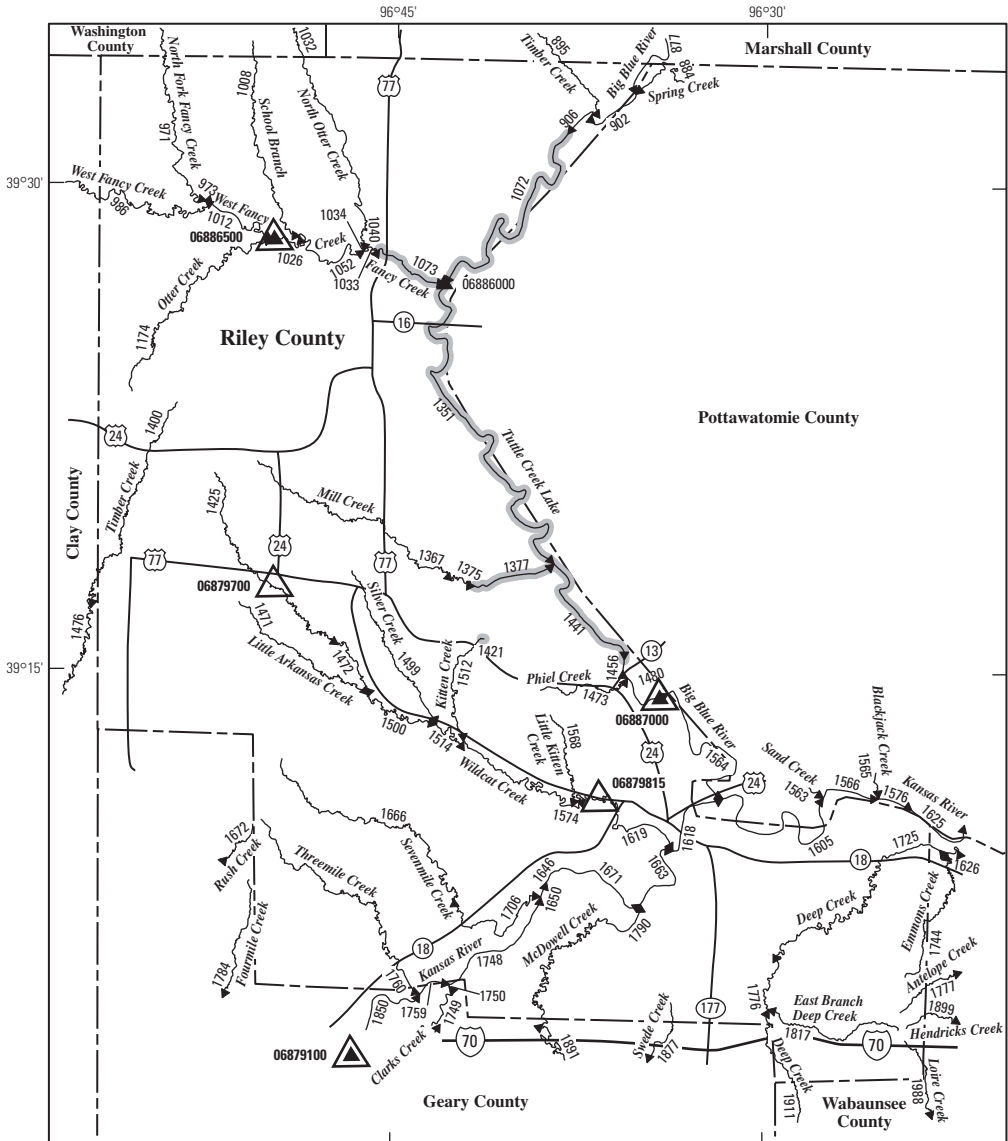 96°45'
96°30'
Washington
County
Marshall County
North Fork Fancy Creek
971
1008
School Branch
1032
North Otter Creek
77
Timber Creek
895
Big Blue River
877
884
Spring Creek
902
906
39°30'
West Fancy Creek
986
973
1012
West Fancy
Creek
06886500
1026
1034
1040
1052
1033
Fancy Creek
1073
1072
06886000
Otter Creek
1174
Riley County
16
1351
Pottawatomie County
Tuttle Creek Lake
24
1400
Timber Creek
Clay County
1425
24
Mill Creek
77
77
1367
1375
1377
06879700
1476
1471
Little Arkansas Creek
1472
Silver Creek
1499
Kitten Creek
1512
1421
1441
39°15'
1456
13
1480
Phiel Creek
1473
06887000
Big Blue River
1500
1514
Wildcat Creek
Little Kitten
Creek
1568
24
1564
06879815
1574
24
Sand Creek
1563
Blackjack Creek
1565
1566
1576
Kansas River
1625
1605
1618
1619
1663
18
1725
1626
1666
1672
Rush Creek
Threemile Creek
Sevenmile Creek
1646
1650
1671
1706
1790
Deep Creek
Emmons Creek
1744
Fourmile Creek
1784
18
Kansas River
1748
McDowell Creek
1760
1850
1759
1750
1749
Clarks Creek
06879100
70
1891
Swede Creek
1877
177
1776
East Branch
Deep Creek
1817
Antelope Creek
1777
1899
Hendricks Creek
70
Deep Creek
1911
1988
Loire Creek
Geary County
Wabaunsee
County